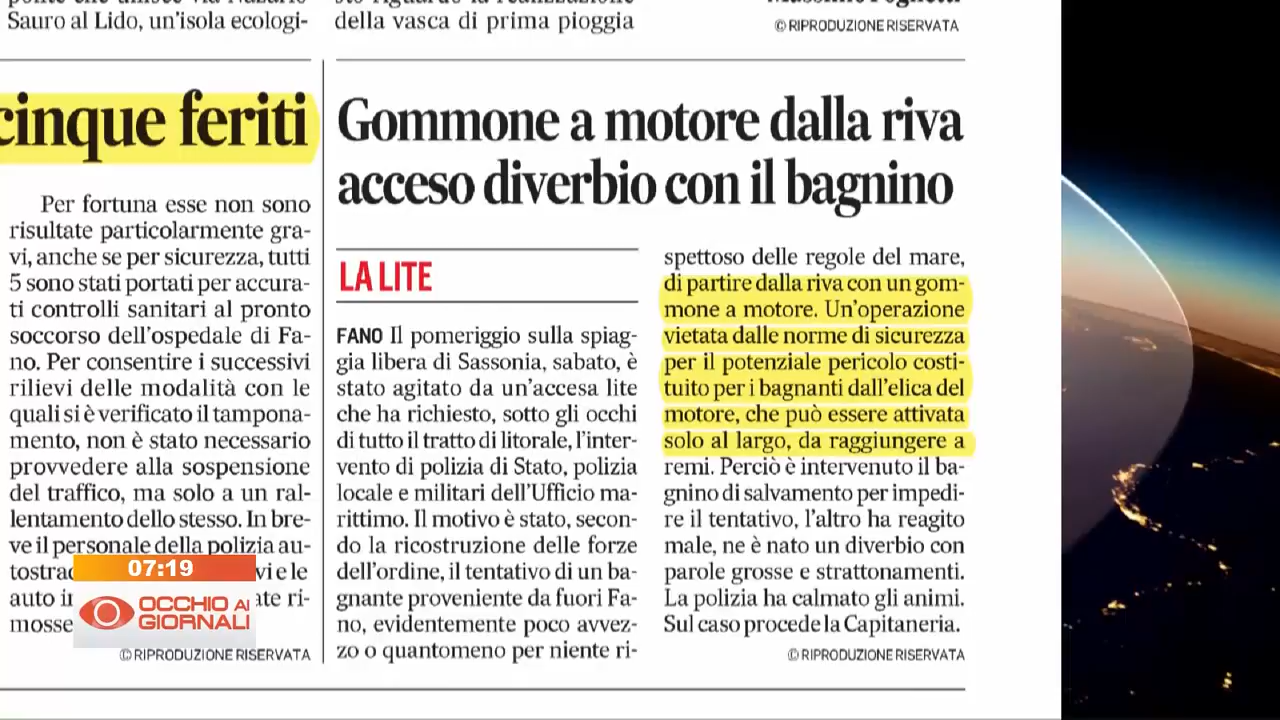 Sauro al Lido, un'isola ecologi-
della vasca di prima pioggia
© RIPRODUZIONE RISERVATA
cinque feriti
Per fortuna esse non sono
risultate particolarmente gra-
vi, anche se per sicurezza, tutti
5 sono stati portati per accura-
ti controlli sanitari al pronto
soccorso dell'ospedale di Fa-
no. Per consentire i successivi
rilievi delle modalità con le
quali si è verificato il tampona-
mento, non è stato necessario
provvedere alla sospensione
del traffico, ma solo a un ral-
lentamento dello stesso. In bre-
ve il personale della polizia au-
tostra vi e le
auto i ate ri-
mosse
© RIPRODUZIONE RISERVATA
Gommone a motore dalla riva
acceso diverbio con il bagnino
LA LITE
FANO Il pomeriggio sulla spiag-
gia libera di Sassonia, sabato, è
stato agitato da un'accesa lite
che ha richiesto, sotto gli occhi
di tutto il tratto di litorale, l'inter-
vento di polizia di Stato, polizia
locale e militari dell'Ufficio ma-
rittimo. Il motivo è stato, secon-
do la ricostruzione delle forze
dell'ordine, il tentativo di un ba-
gnante proveniente da fuori Fa-
no, evidentemente poco avvez-
zo o quantomeno per niente ri-
spettoso delle regole del mare,
di partire dalla riva con un gom-
mone a motore. Un'operazione
vietata dalle norme di sicurezza
per il potenziale pericolo costi-
tuito per i bagnanti dall'elica del
motore, che può essere attivata
solo al largo, da raggiungere a
remi. Perciò è intervenuto il ba-
gnino di salvamento per impedi-
re il tentativo, l'altro ha reagito
male, ne è nato un diverbio con
parole grosse e strattonamenti.
La polizia ha calmato gli animi.
Sul caso procede la Capitaneria.
© RIPRODUZIONE RISERVATA
07:19
OCCHIO AI
GIORNALI